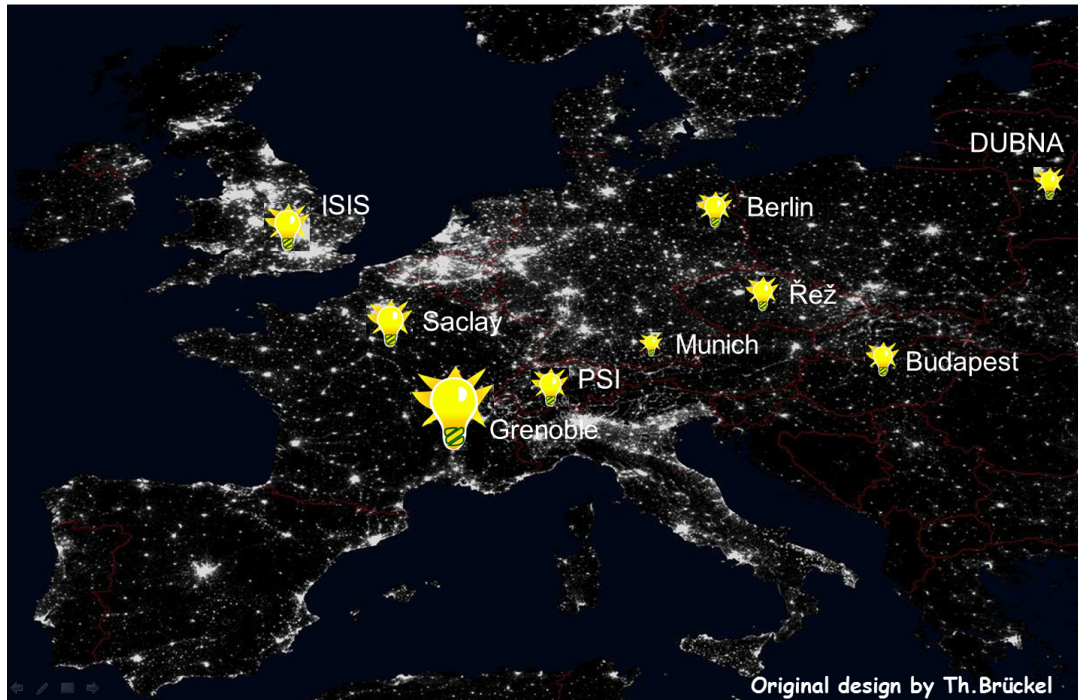 DUBNA
ISIS
Berlin
Řež
Saclay
Munich
Budapest
PSI
Grenoble
Original design by Th.Brückel